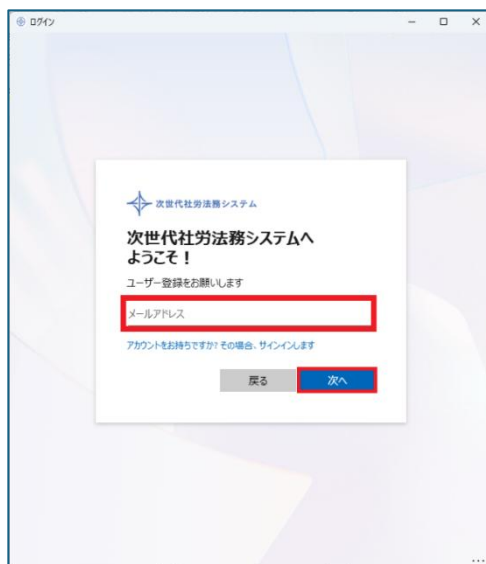 ログイン
次世代社労法務システム
次世代社労法務システムへ
ようこそ！
ユーザー登録をお願いします
メールアドレス
アカウントをお持ちですか? その場合、サインインします
戻る
次へ